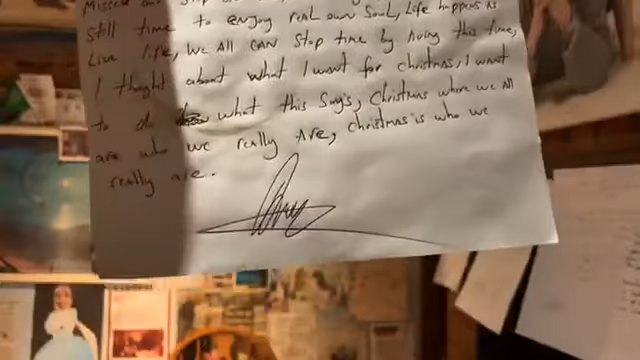 still time to enjoy real own Soul, Life happens is
Live life, we All CAN Stop time by living this time,
I thought about what I want for christmas, I want
to do what this Say's, Christmas where we all
are who we really Are, christmas is who we
really are.